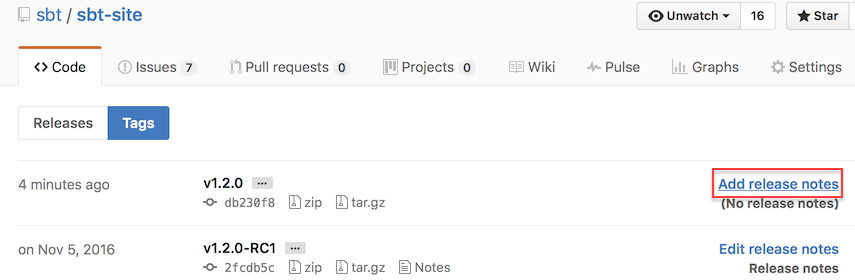 sbt / sbt-site
Unwatch 16 Star
Code Issues 7 Pull requests 0 Projects 0 Wiki Pulse Graphs Settings
Releases Tags
4 minutes ago v1.2.0 ... Add release notes
db230f8 zip tar.gz (No release notes)
on Nov 5, 2016 v1.2.0-RC1 ... Edit release notes
2fcdb5c zip tar.gz Notes Release notes